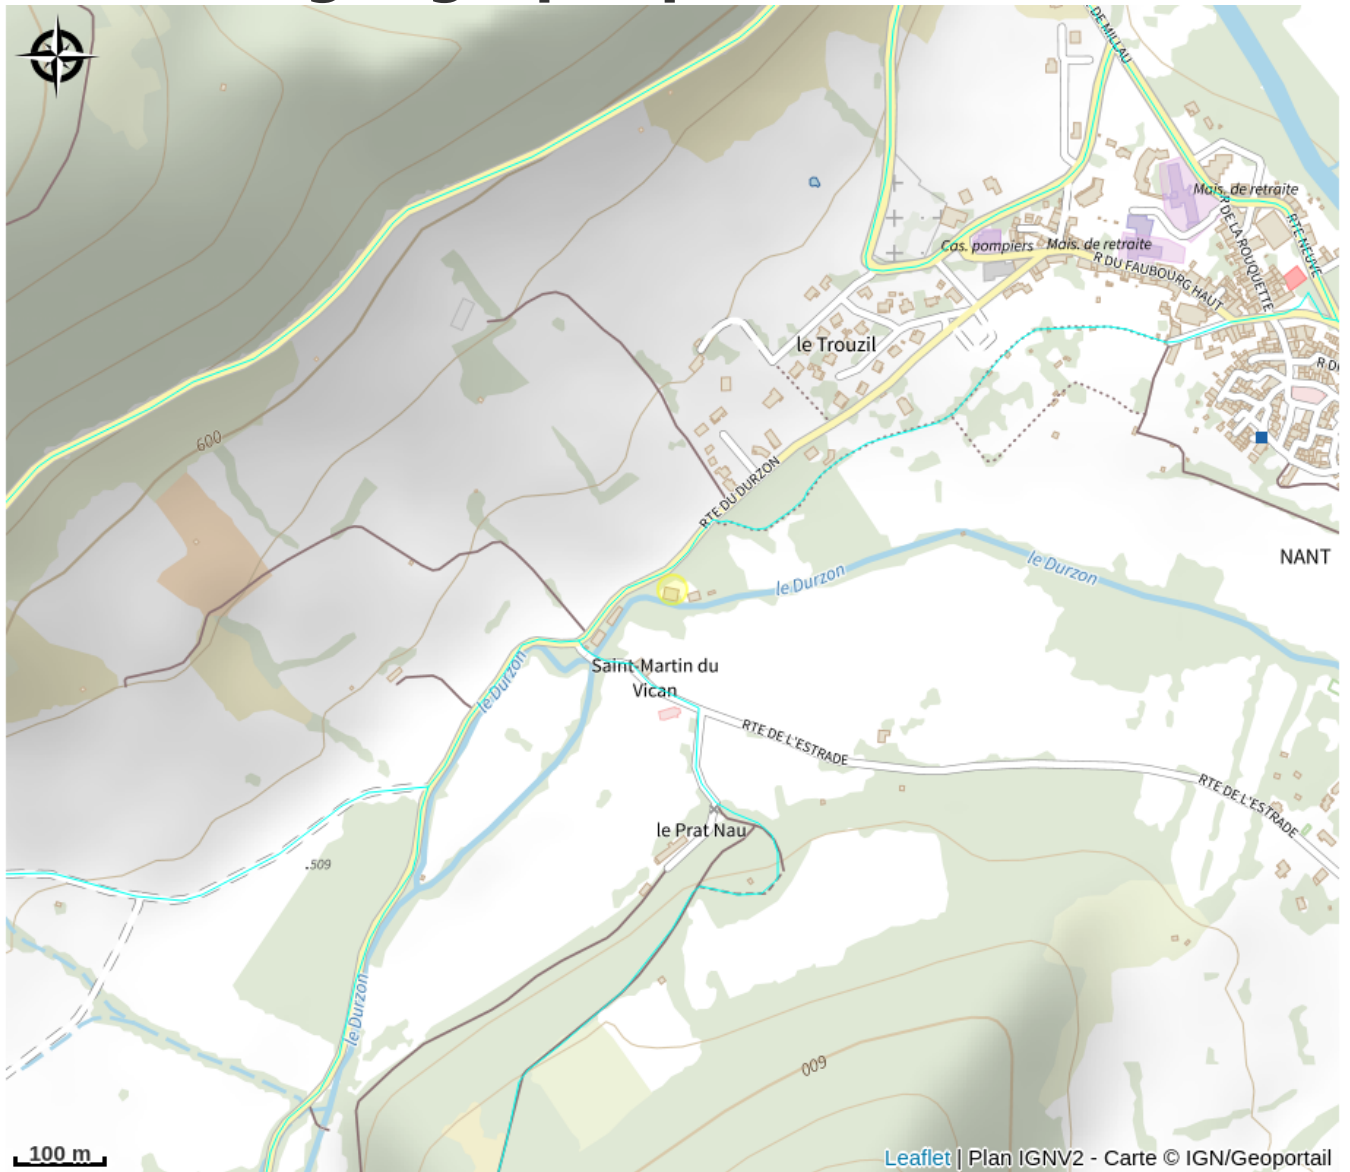 DE MILLAU
Mais. de retraite
R DE LA ROUQUETTE
RTE NEUVE
Cas. pompiers
Mais. de retraite
R DU FAUBOURG HAUT
le Trouzil
600
RTE DU DURZON
NANT
le Durzon
le Durzon
Saint-Martin du
Vican
le Durzon
RTE DE L'ESTRADE
RTE DE L'ESTRADE
le Prat Nau
.509
le Durzon
600
100 m
Leaflet | Plan IGNV2 - Carte © IGN/Geoportail